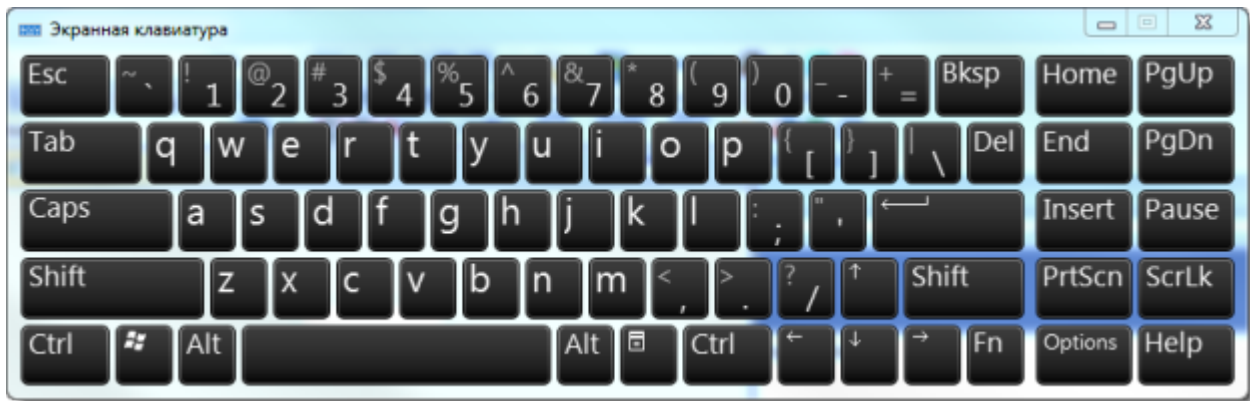 Экранная клавиатура
Esc ~ ` ! 1 @ 2 # 3 $ 4 % 5 ^ 6 & 7 * 8 ( 9 ) 0 _ - + = Bksp Home PgUp
Tab q w e r t y u i o p { [ } ] | \ Del End PgDn
Caps a s d f g h j k l : ; " ' ← Insert Pause
Shift z x c v b n m < , > . ? / ↑ Shift PrtScn ScrLk
Ctrl Alt Alt Ctrl ← ↓ → Fn Options Help